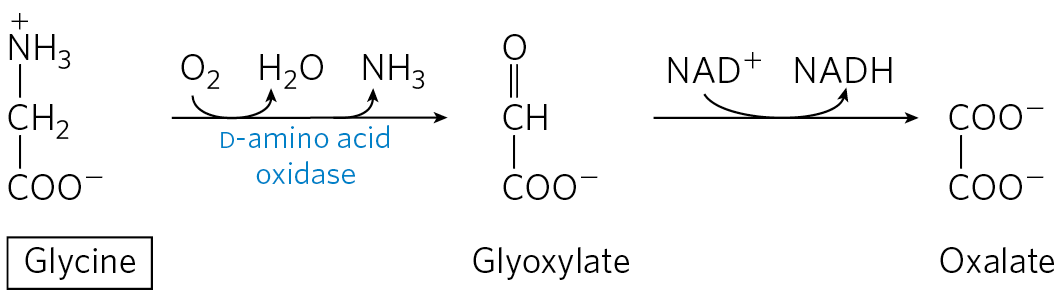 +
NH3
CH2
COO−
Glycine
O2 H2O NH3
D-amino acid
oxidase
O
CH
COO−
Glyoxylate
NAD+ NADH
COO−
COO−
Oxalate